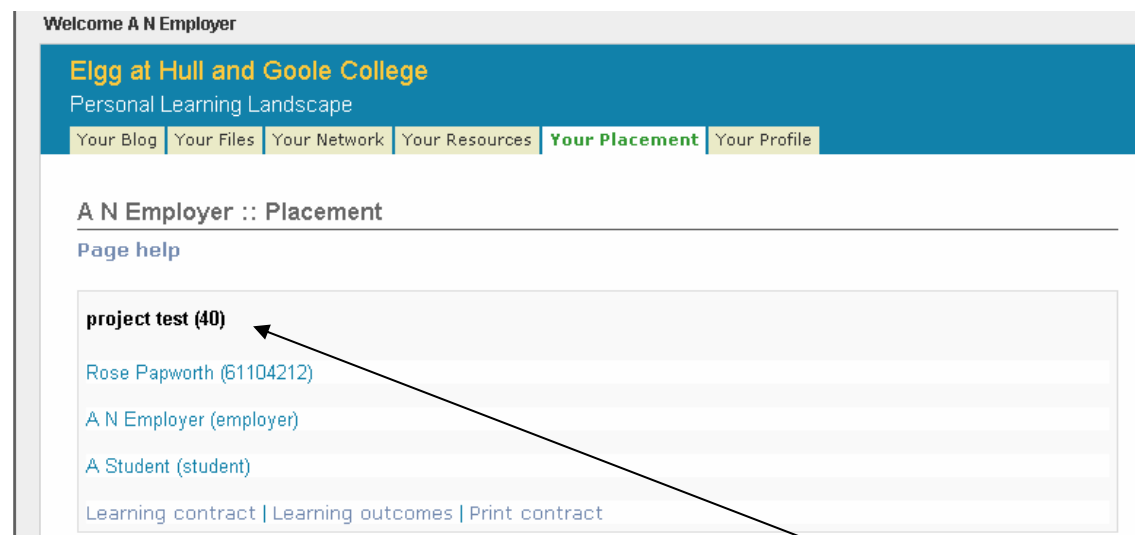 Welcome A N Employer
Elgg at Hull and Goole College
Personal Learning Landscape
Your Blog Your Files Your Network Your Resources Your Placement Your Profile
A N Employer :: Placement
Page help
project test (40)
Rose Papworth (61104212)
A N Employer (employer)
A Student (student)
Learning contract | Learning outcomes | Print contract